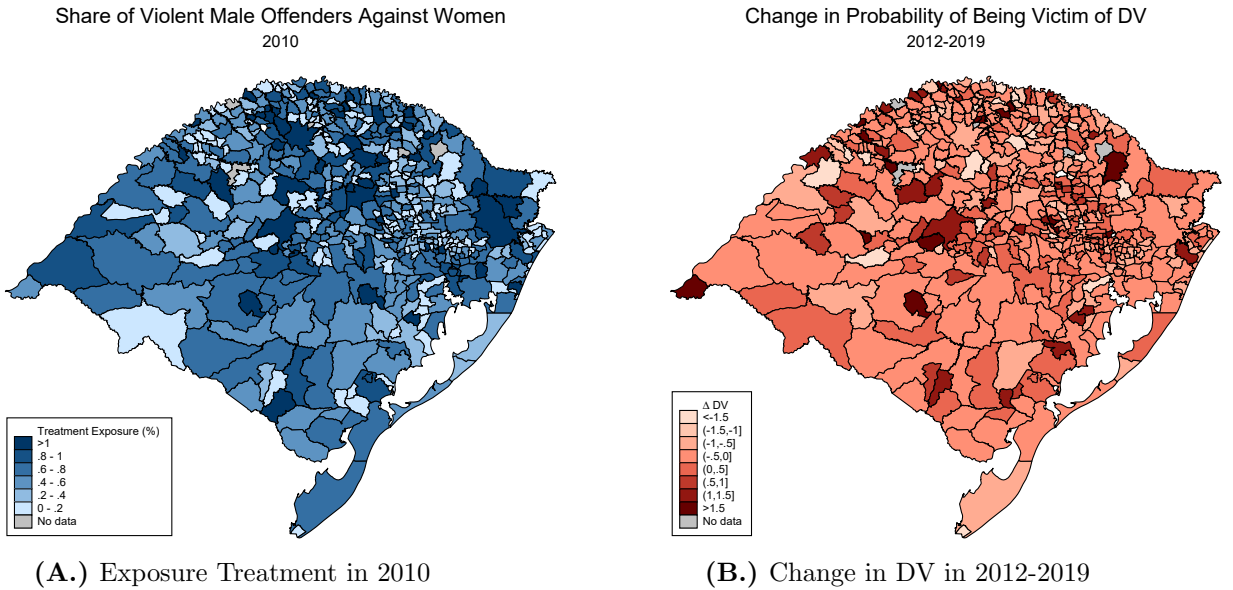 Share of Violent Male Offenders Against Women
2010
Treatment Exposure (%)
>1
.8 - 1
.6 - .8
.4 - .6
.2 - .4
0 - .2
No data
(A.) Exposure Treatment in 2010
Change in Probability of Being Victim of DV
2012-2019
Δ DV
<-1.5
(-1.5,-1]
(-1,-.5]
(-.5,0]
(0,.5]
(.5,1]
(1,1.5]
>1.5
No data
(B.) Change in DV in 2012-2019